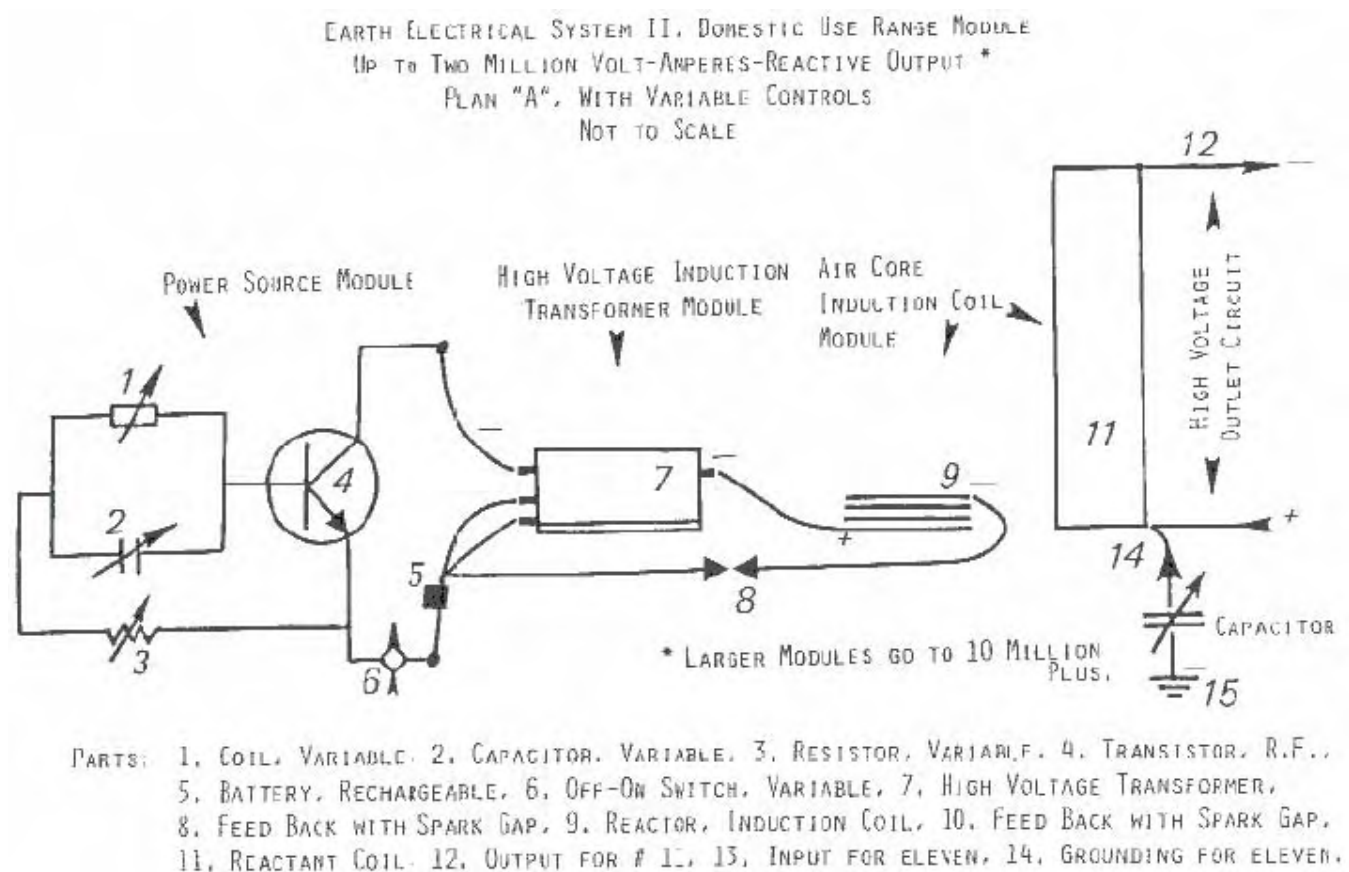 EARTH ELECTRICAL SYSTEM II. DOMESTIC USE RANGE MODULE
UP TO TWO MILLION VOLT-AMPERES-REACTIVE OUTPUT *
PLAN "A", WITH VARIABLE CONTROLS
NOT TO SCALE
12
POWER SOURCE MODULE
HIGH VOLTAGE INDUCTION
TRANSFORMER MODULE
AIR CORE
INDUCTION COIL
MODULE
HIGH VOLTAGE
OUTLET CIRCUIT
1
2
3
4
5
6
7
8
9
11
+
+
14
CAPACITOR
15
* LARGER MODULES GO TO 10 MILLION
PLUS.
PARTS: 1. COIL, VARIABLE. 2. CAPACITOR. VARIABLE. 3. RESISTOR, VARIABLE. 4. TRANSISTOR, R.F.,
5. BATTERY, RECHARGEABLE, 6. OFF-ON SWITCH, VARIABLE, 7. HIGH VOLTAGE TRANSFORMER,
8. FEED BACK WITH SPARK GAP, 9. REACTOR, INDUCTION COIL, 10. FEED BACK WITH SPARK GAP,
11. REACTANT COIL. 12. OUTPUT FOR # 13, INPUT FOR ELEVEN, 14. GROUNDING FOR ELEVEN.